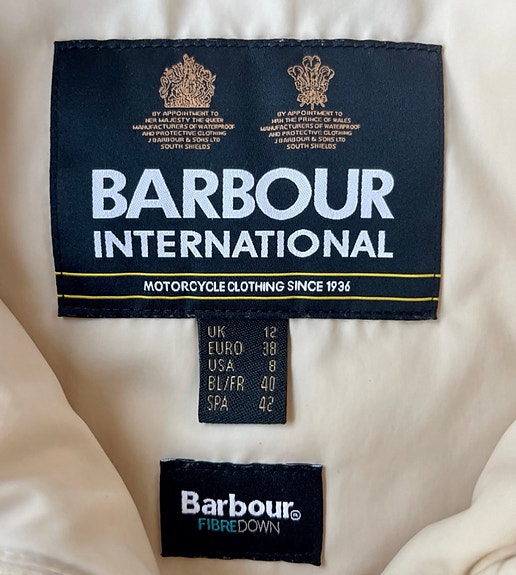 BY APPOINTMENT TO
HER MAJESTY THE QUEEN
MANUFACTURERS OF WATERPROOF
AND PROTECTIVE CLOTHING
J BARBOUR & SONS LTD
SOUTH SHIELDS
BY APPOINTMENT TO
HRH THE PRINCE OF WALES
MANUFACTURERS OF WATERPROOF
AND PROTECTIVE CLOTHING
J BARBOUR & SONS LTD
SOUTH SHIELDS
BARBOUR
INTERNATIONAL
MOTORCYCLE CLOTHING SINCE 1936
UK 12
EURO 38
USA 8
BL/FR 40
SPA 42
Barbour®
FIBREDOWN